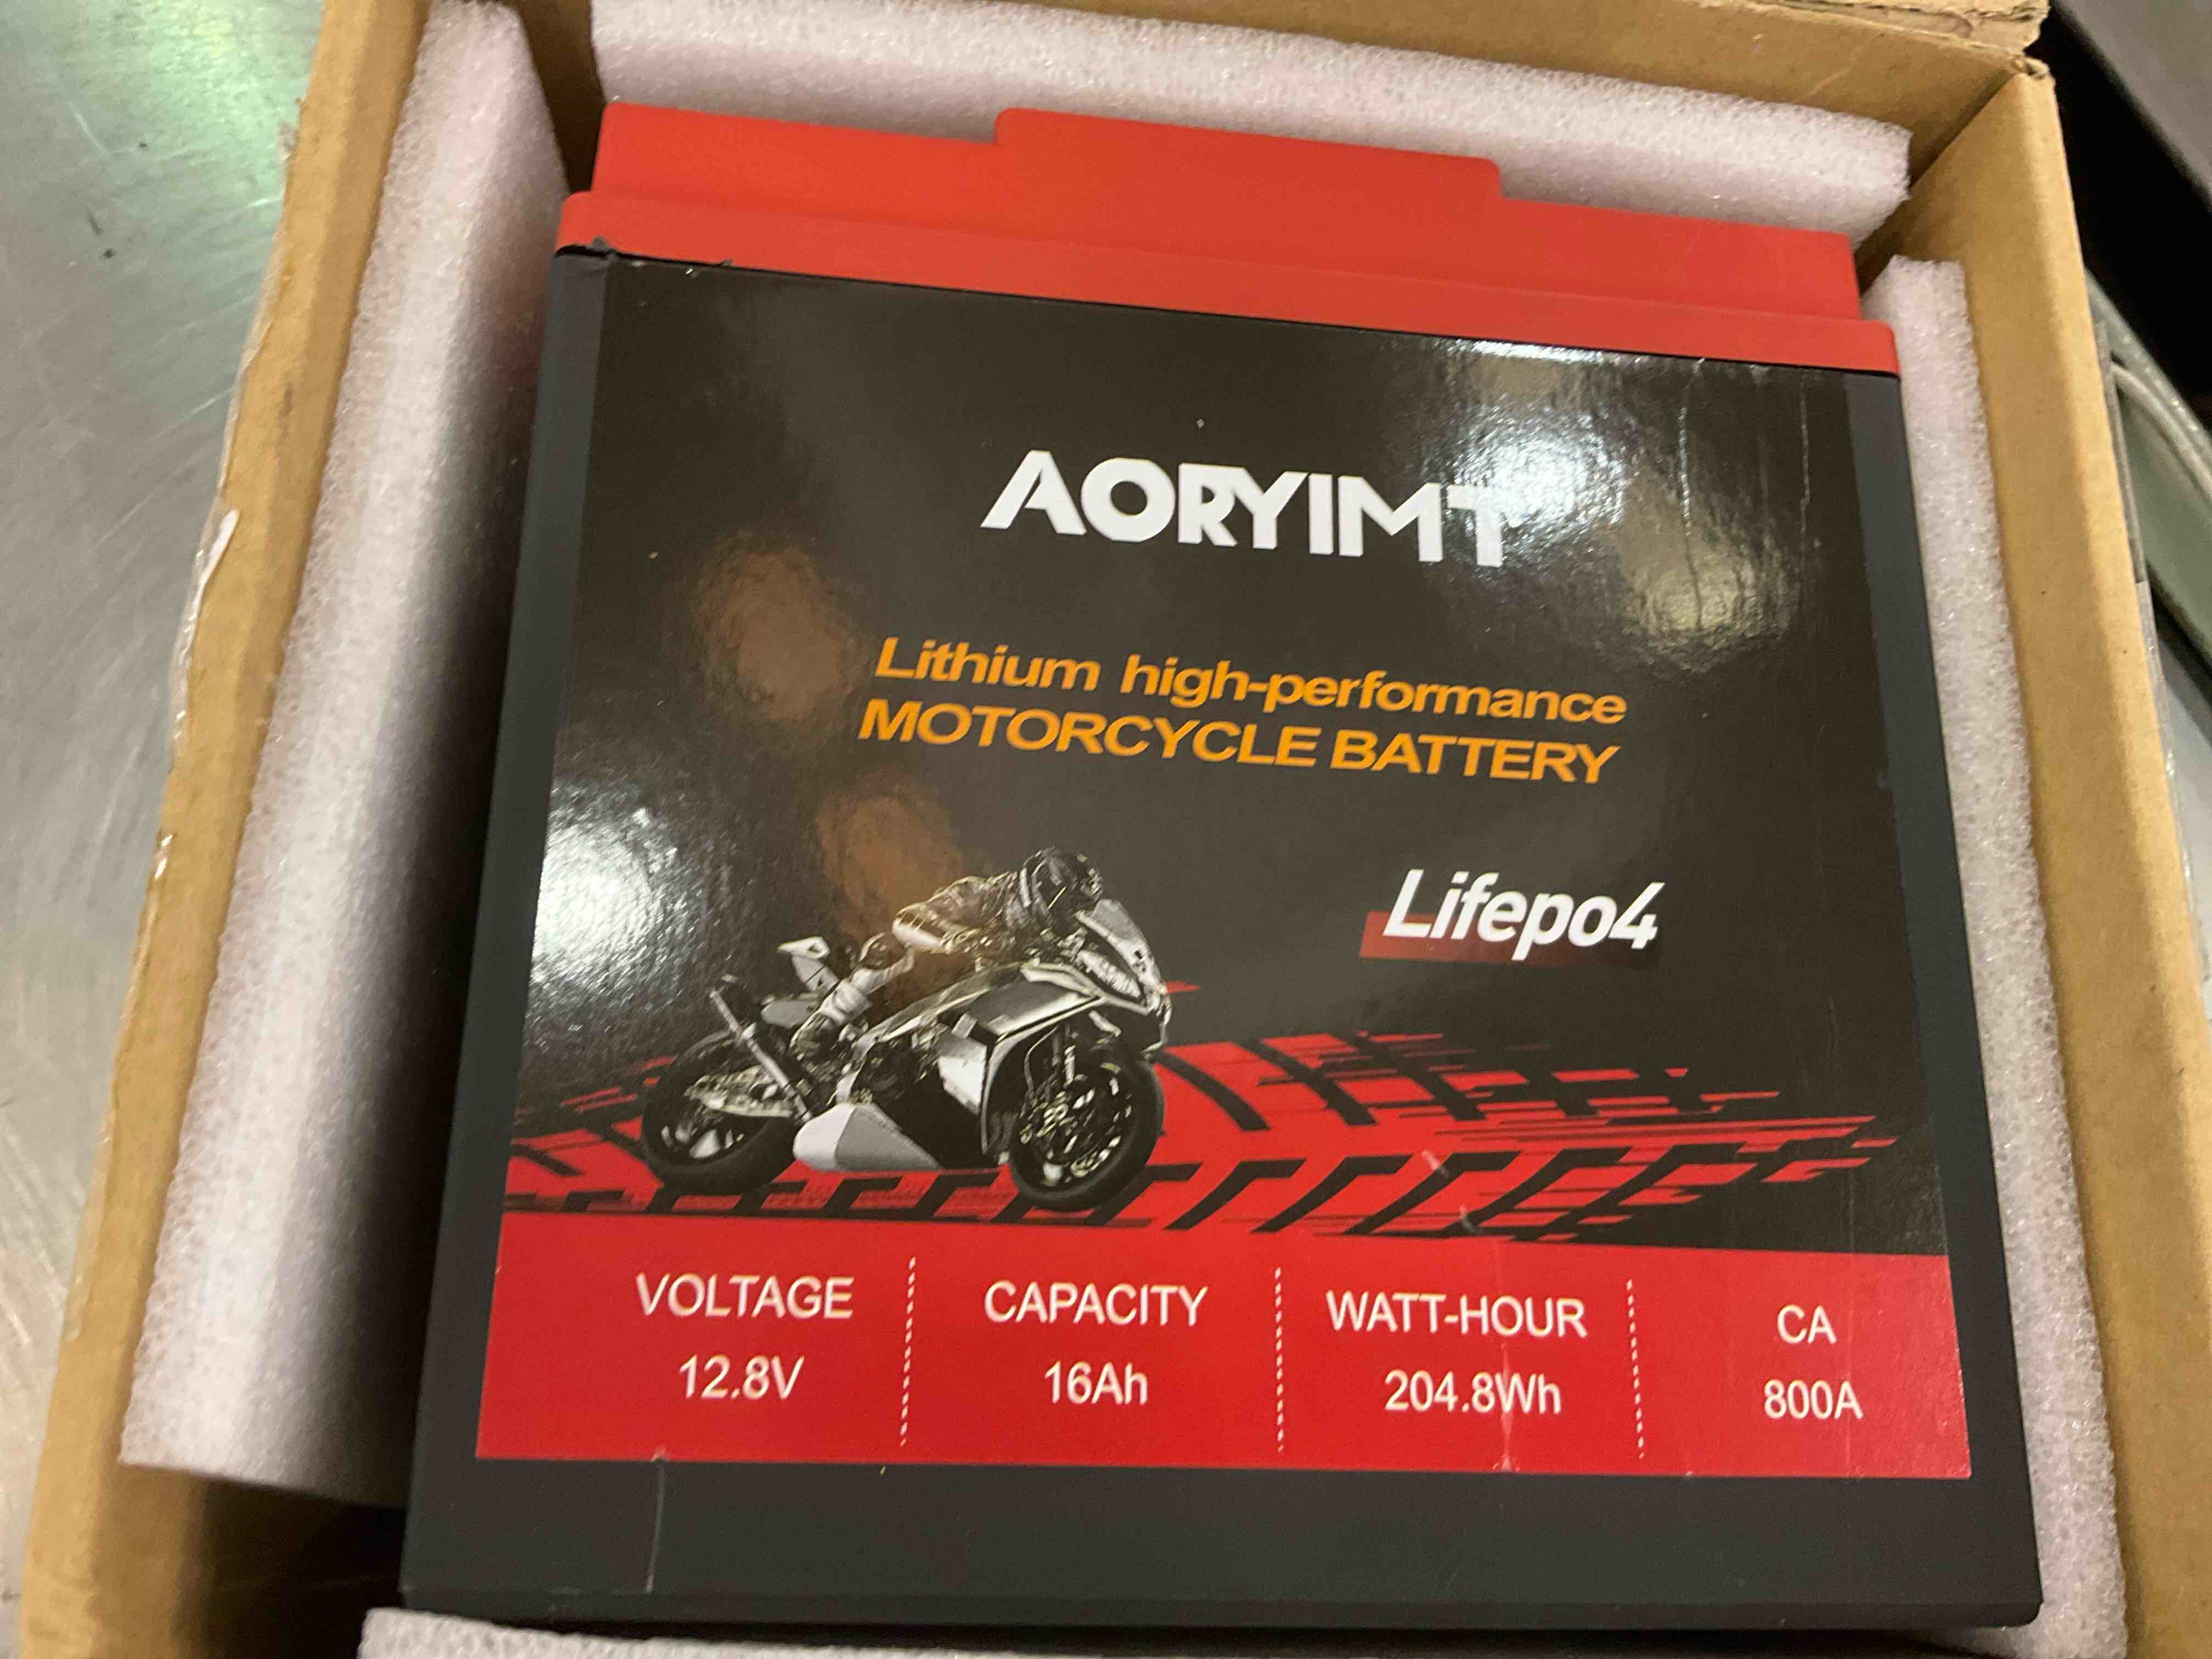 AORYIMT
Lithium high-performance
MOTORCYCLE BATTERY
Lifepo4
VOLTAGE
12.8V
CAPACITY
16Ah
WATT-HOUR
204.8Wh
CA
800A